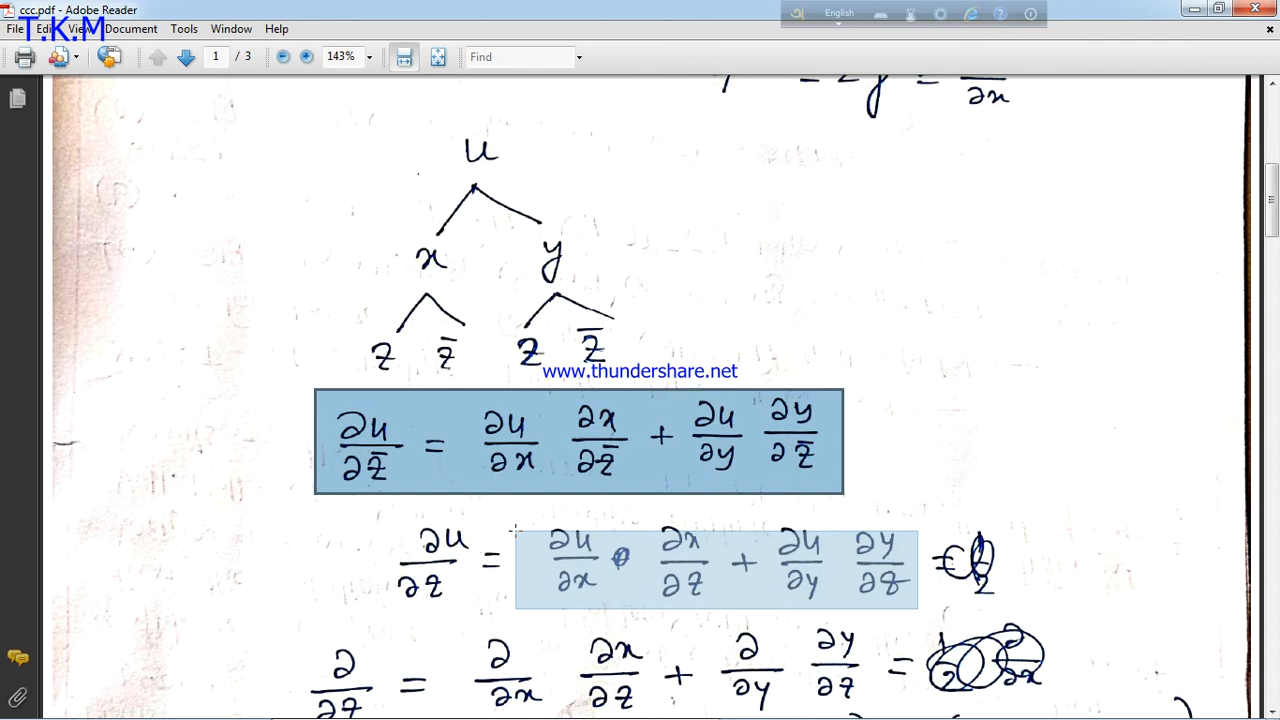 ccc.pdf - Adobe Reader
English
T.K.M
File Edit View Document Tools Window Help
1 / 3 143% Find
= 2y = /∂x
u
x y
z z̄ z z̄
www.thundershare.net
∂u/∂z̄ = ∂u/∂x ∂x/∂z̄ + ∂u/∂y ∂y/∂z̄
∂u/∂z = ∂u/∂x ∂x/∂z + ∂u/∂y ∂y/∂z =
∂/∂z = ∂/∂x ∂x/∂z + ∂/∂y ∂y/∂z =